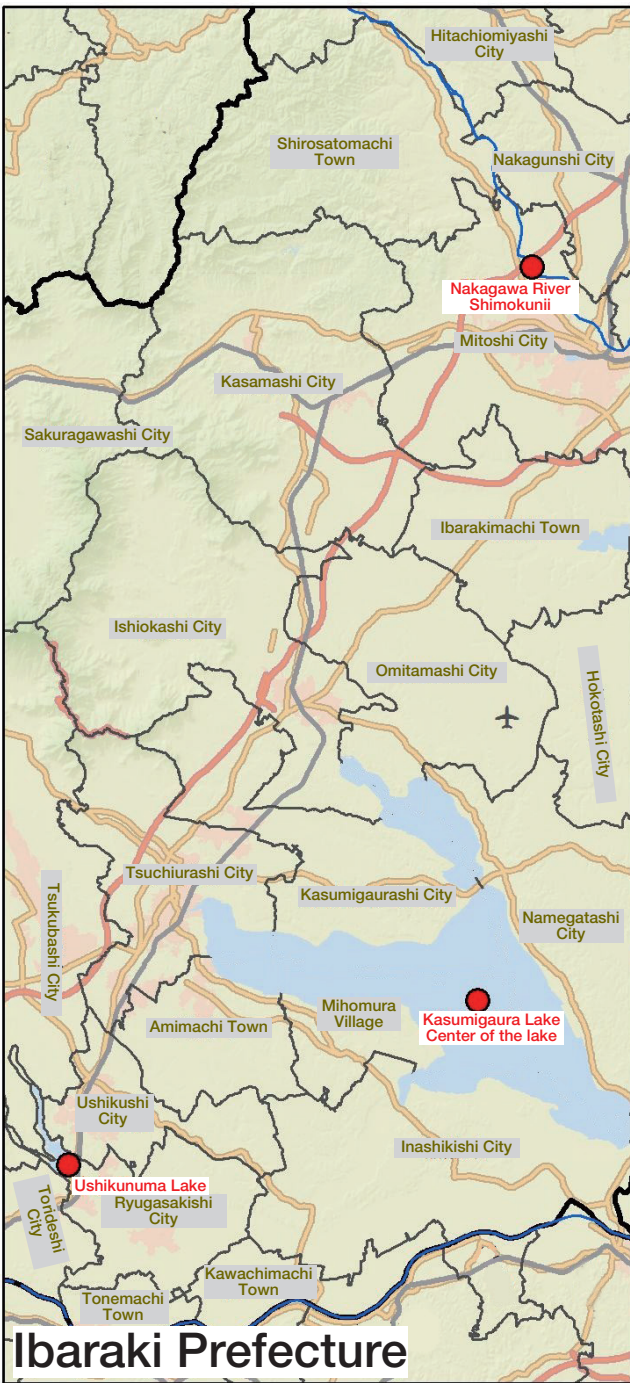 Hitachiomiyashi
City
Shirosatomachi
Town
Nakagunshi City
Nakagawa River
Shimokunii
Mitoshi City
Kasamashi City
Sakuragawashi City
Ibarakimachi Town
Ishiokashi City
Omitamashi City
Hokotashi City
Tsuchiurashi City
Kasumigaurashi City
Tsukubashi City
Namegatashi
City
Mihomura
Village
Kasumigaura Lake
Center of the lake
Amimachi Town
Ushikushi
City
Inashikishi City
Ushikunuma Lake
Ryugasakishi
City
Torideshi
City
Kawachimachi
Town
Tonemachi
Town
Ibaraki Prefecture